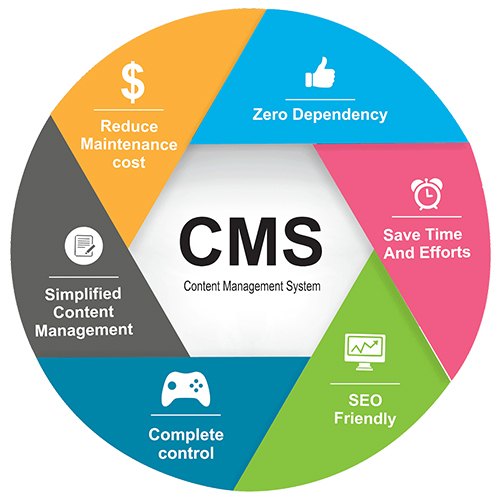 $
Reduce
Maintenance
cost
Zero Dependency
Save Time
And Efforts
SEO
Friendly
Complete
control
Simplified
Content
Management
CMS
Content Management System